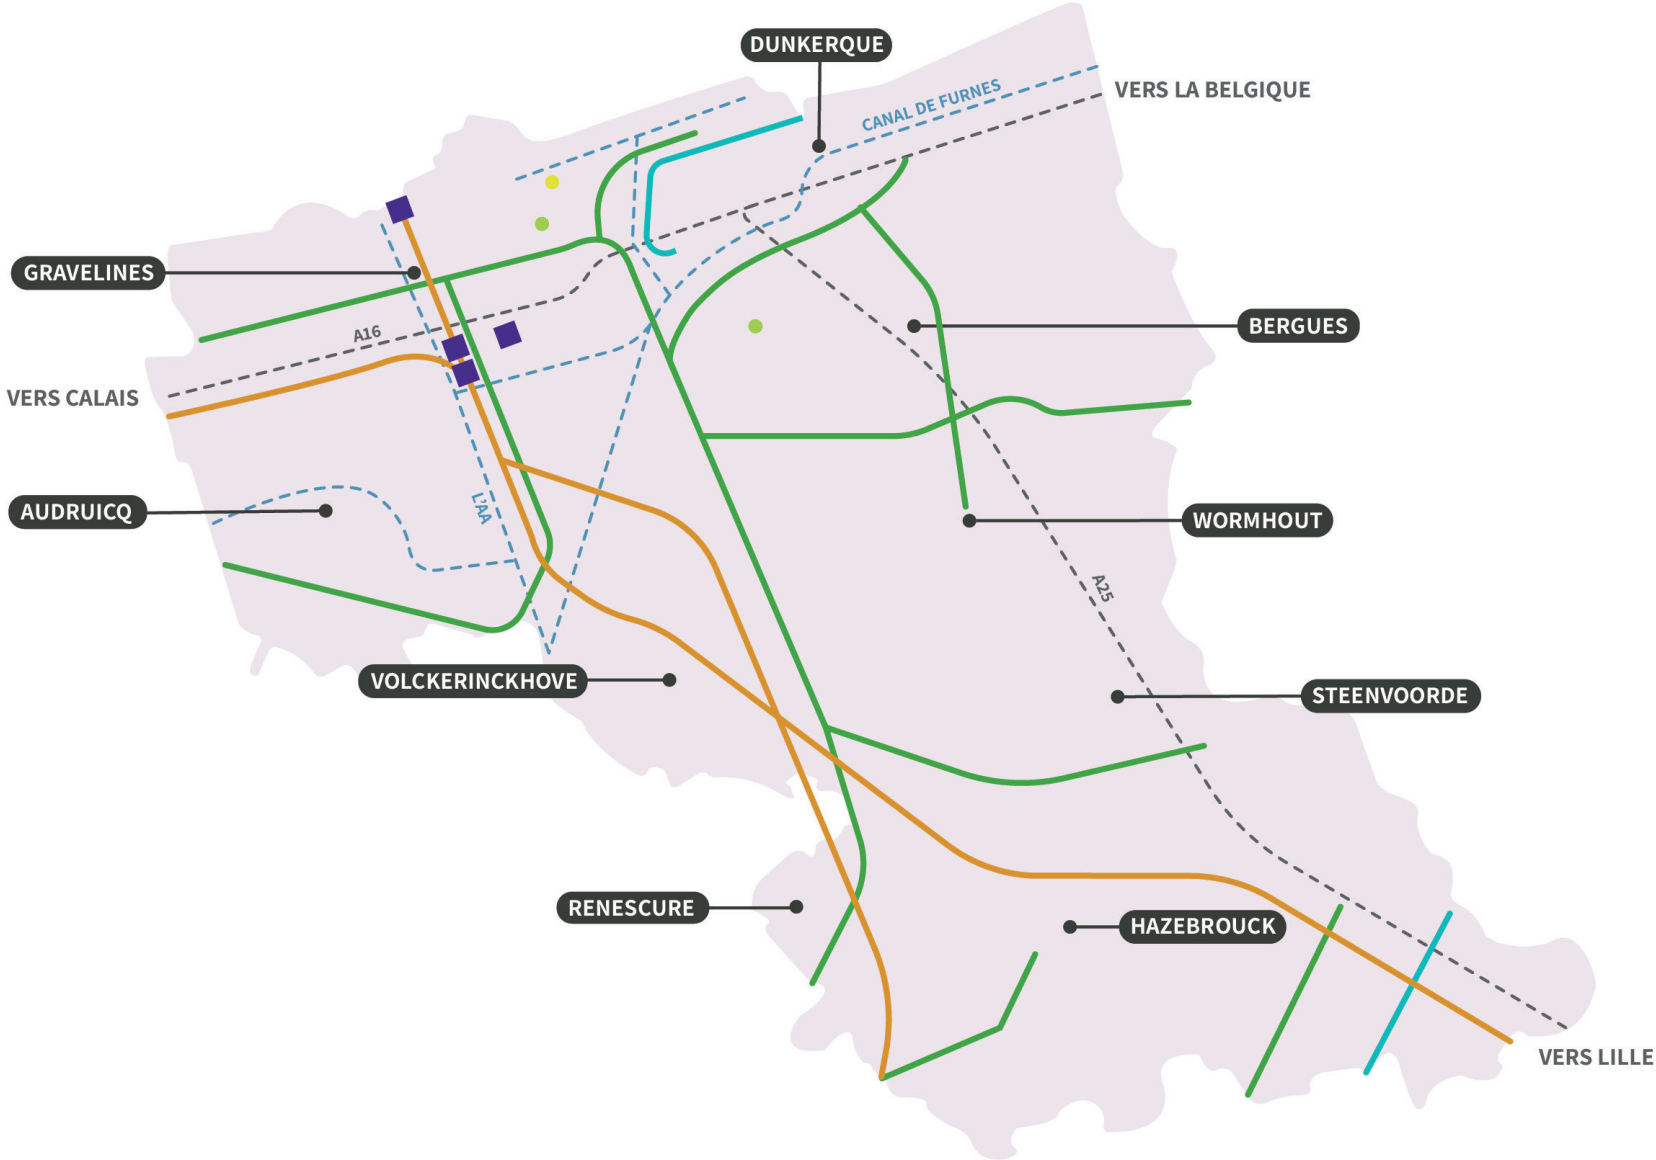 DUNKERQUE
VERS LA BELGIQUE
CANAL DE FURNES
GRAVELINES
A16
BERGUES
VERS CALAIS
AUDRUICQ
L'AA
WORMHOUT
A25
VOLCKERINCKHOVE
STEENVOORDE
RENESCURE
HAZEBROUCK
VERS LILLE